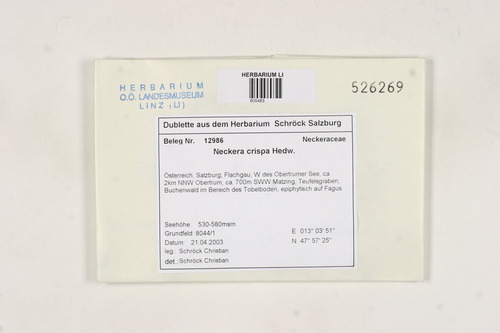 HERBARIUM
O.Ö. LANDESMUSEUM
LINZ (LI)
HERBARIUM LI
805483
526269
Dublette aus dem Herbarium Schröck Salzburg
Beleg Nr. 12986 Neckeraceae
Neckera crispa Hedw.
Österreich, Salzburg, Flachgau, W des Obertrumer See, ca.
2km NNW Obertrum, ca. 700m SWW Matzing, Teufelsgraben,
Buchenwald im Bereich des Tobelboden, epiphytisch auf Fagus.
Seehöhe: 530-580msm
Grundfeld: 8044/1
Datum: 21.04.2003
leg.: Schröck Christian
det.: Schröck Christian
E 013° 03' 51"
N 47° 57' 25"